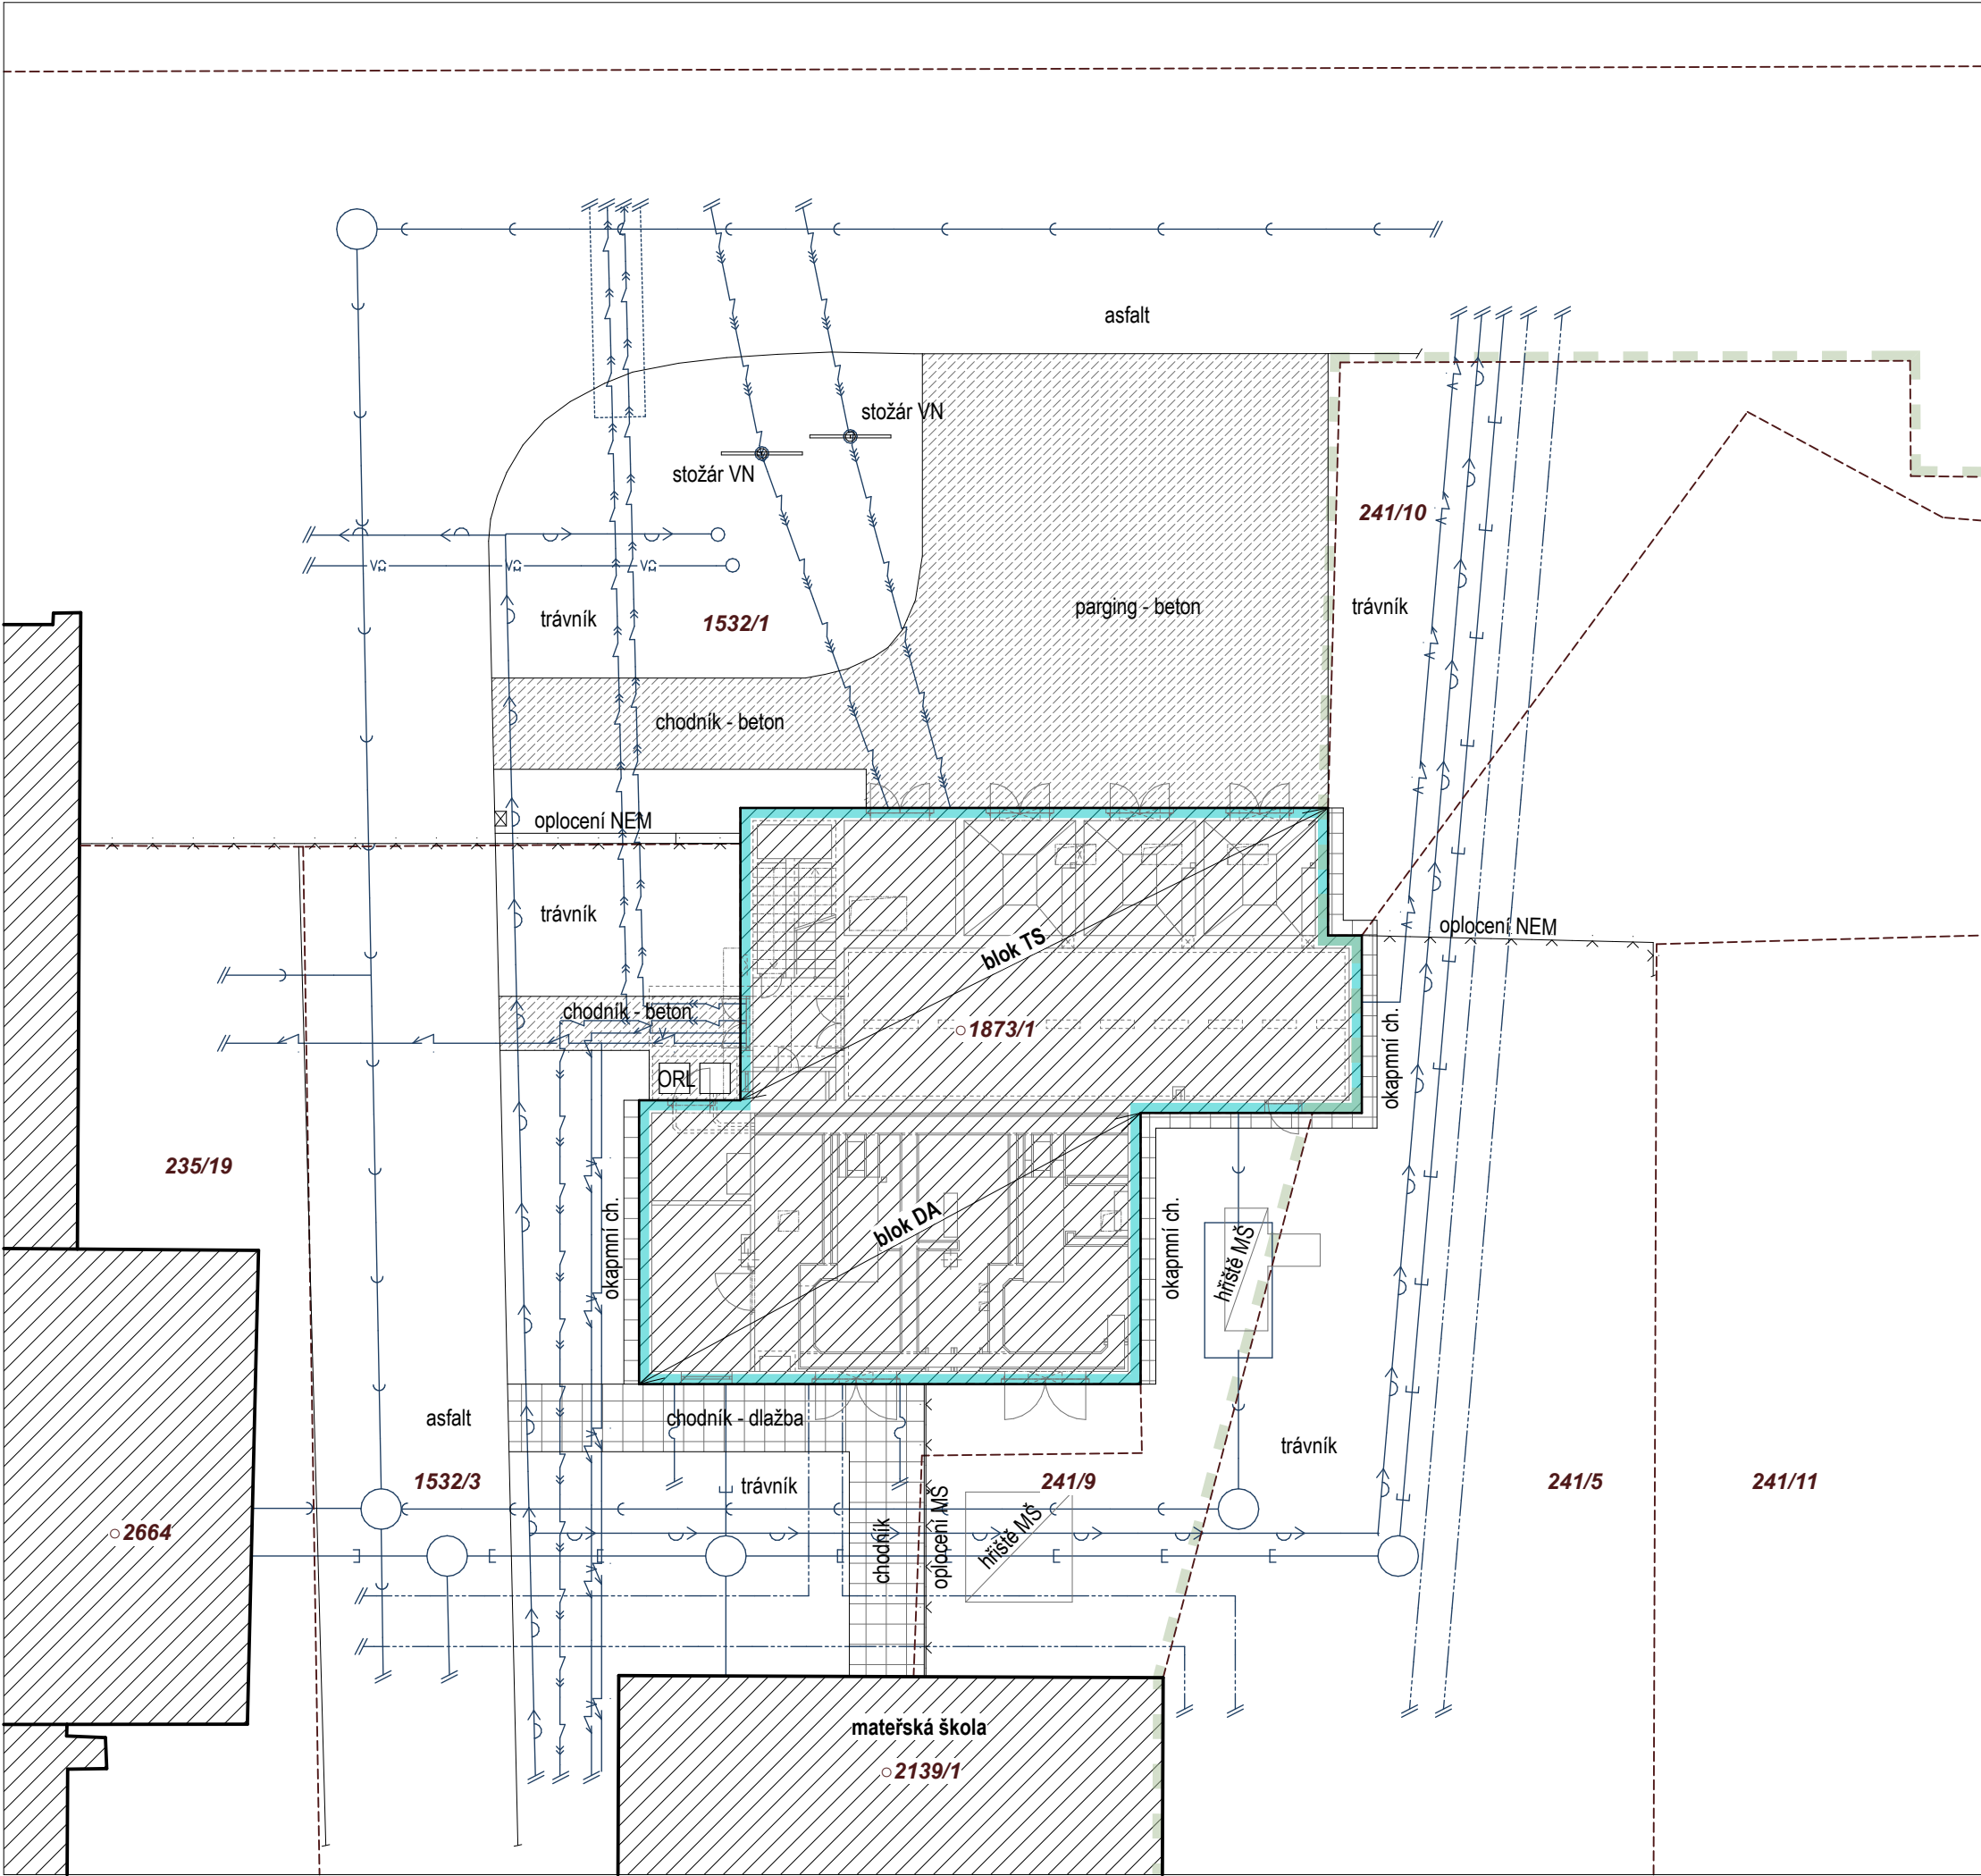 asfalt
stožár VN
stožár VN
241/10
trávník
1532/1
parging - beton
trávník
chodník - beton
oplocení NEM
trávník
oplocení NEM
blok TS
chodník - beton
1873/1
okapmní ch.
ORL
235/19
okapmní ch.
blok DA
okapmní ch.
hřiště MŠ
asfalt
chodník - dlažba
trávník
1532/3
trávník
241/9
241/5
241/11
2664
chodník
oplocení MŠ
hřiště MŠ
mateřská škola
2139/1